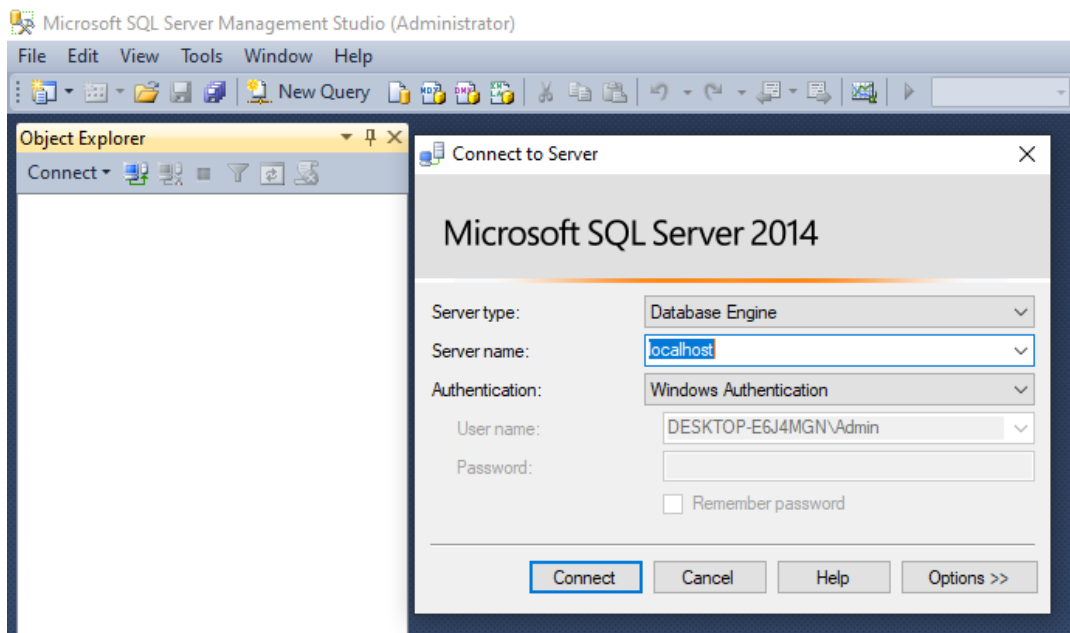 Microsoft SQL Server Management Studio (Administrator)
File Edit View Tools Window Help
New Query
Object Explorer
Connect
Connect to Server
Microsoft SQL Server 2014
Server type: Database Engine
Server name: localhost
Authentication: Windows Authentication
User name: DESKTOP-E6J4MGN\Admin
Password:
Remember password
Connect Cancel Help Options >>